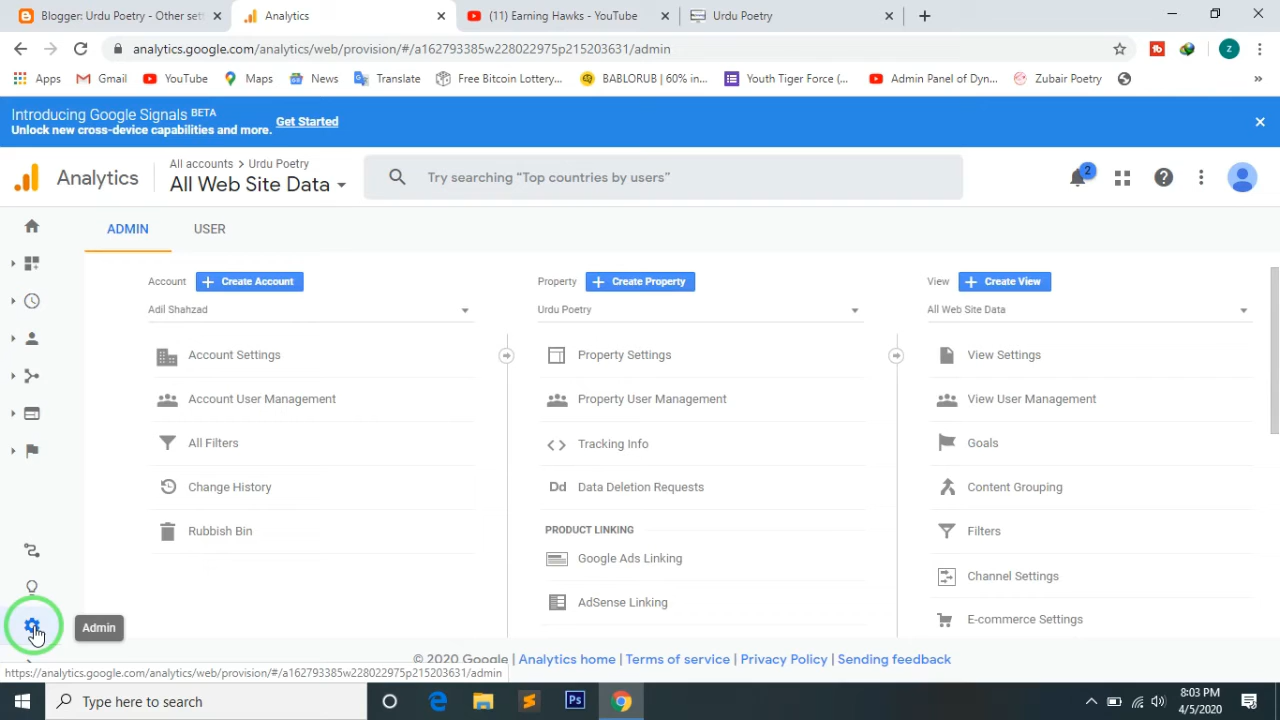 Blogger: Urdu Poetry - Other sett
Analytics
(11) Earning Hawks - YouTube
Urdu Poetry
analytics.google.com/analytics/web/provision/#/a162793385w228022975p215203631/admin
Apps
Gmail
YouTube
Maps
News
Translate
Free Bitcoin Lottery...
BABLORUB | 60% in...
Youth Tiger Force (...
Admin Panel of Dyn...
Zubair Poetry
»
Introducing Google Signals BETA
Unlock new cross-device capabilities and more. Get Started
Analytics
All accounts > Urdu Poetry
All Web Site Data
Try searching “Top countries by users”
2
ADMIN
USER
Account
Create Account
Adil Shahzad
Account Settings
Account User Management
All Filters
Change History
Rubbish Bin
Property
Create Property
Urdu Poetry
Property Settings
Property User Management
Tracking Info
Dd Data Deletion Requests
PRODUCT LINKING
Google Ads Linking
AdSense Linking
View
Create View
All Web Site Data
View Settings
View User Management
Goals
Content Grouping
Filters
Channel Settings
E-commerce Settings
Admin
© 2020 Google | Analytics home | Terms of service | Privacy Policy | Sending feedback
https://analytics.google.com/analytics/web/provision/#/a162793385w228022975p215203631/admin
Type here to search
Ps
8:03 PM
4/5/2020